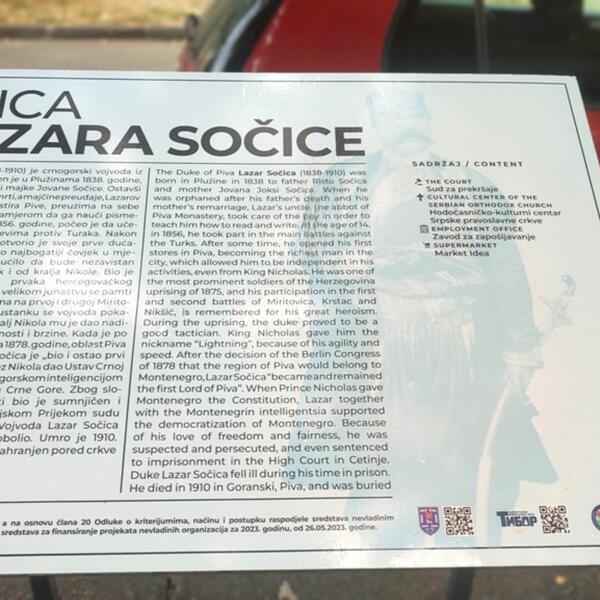 ICA
ZARA SOČICE
-1910) je crnogorski vojvoda iz
en je u Plužinama 1838. godine,
i majke Jovane Sočice. Ostavši
mrti, a majčine preudaje, Lazarov
stira Pive, preuzima na sebe
amjerom da ga nauči pisme-
356. godine, počeo je da uče-
vima protiv Turaka. Nakon
otvorio je svoje prve duća-
to najbogatiji čovjek u mje-
učilo da bude nezavistan
k i od kralja Nikole. Bio je
prvaka hercegovačkog
velikom junaštvu se pamti
na na prvoj i drugoj Mirito-
ustanku se vojvoda poka-
alj Nikola mu je dao nadi-
nosti i brzine. Kada je po
a 1878. godine, oblast Piva
očica je „bio i ostao prvi
ez Nikola dao Ustav Crnoj
gorskom inteligencijom
Crne Gore. Zbog slo-
ti bio je sumnjičen i
jskom Prijekom sudu
Vojvoda Lazar Sočica
obolio. Umro je 1910.
ahranjen pored crkve
The Duke of Piva Lazar Sočica (1838-1910) was
born in Plužine in 1838 to father Risto Sočica
and mother Jovana Joksi Sočica. When he
was orphaned after his father's death and his
mother's remarriage, Lazar's uncle, the abbot of
Piva Monastery, took care of the boy in order to
teach him how to read and write. At the age of 14,
in 1856, he took part in the main battles against
the Turks. After some time, he opened his first
stores in Piva, becoming the richest man in the
city, which allowed him to be independent in his
activities, even from King Nicholas. He was one of
the most prominent soldiers of the Herzegovina
uprising of 1875, and his participation in the first
and second battles of Miritovica, Krstac and
Nikšić, is remembered for his great heroism.
During the uprising, the duke proved to be a
good tactician. King Nicholas gave him the
nickname "Lightning", because of his agility and
speed. After the decision of the Berlin Congress
of 1878 that the region of Piva would belong to
Montenegro, Lazar Sočica "became and remained
the first Lord of Piva". When Prince Nicholas gave
Montenegro the Constitution, Lazar together
with the Montenegrin intelligentsia supported
the democratization of Montenegro. Because
of his love of freedom and fairness, he was
suspected and persecuted, and even sentenced
to imprisonment in the High Court in Cetinje.
Duke Lazar Sočica fell ill during his time in prison.
He died in 1910 in Goranski, Piva, and was buried
SADRŽAJ / CONTENT
THE COURT
Sud za prekršaje
CULTURAL CENTER OF THE
SERBIAN ORTHODOX CHURCH
Hodočasničko-kulturni centar
Srpske pravoslavne crkve
EMPLOYMENT OFFICE
Zavod za zapošljavanje
SUPERMARKET
Market Idea
a na osnovu člana 20 Odluke o kriterijumima, načinu i postupku raspodjele sredstava nevladinim
sredstava za finansiranje projekata nevladinih organizacija za 2023. godinu, od 26.05.2023. godine.
ТИБОР